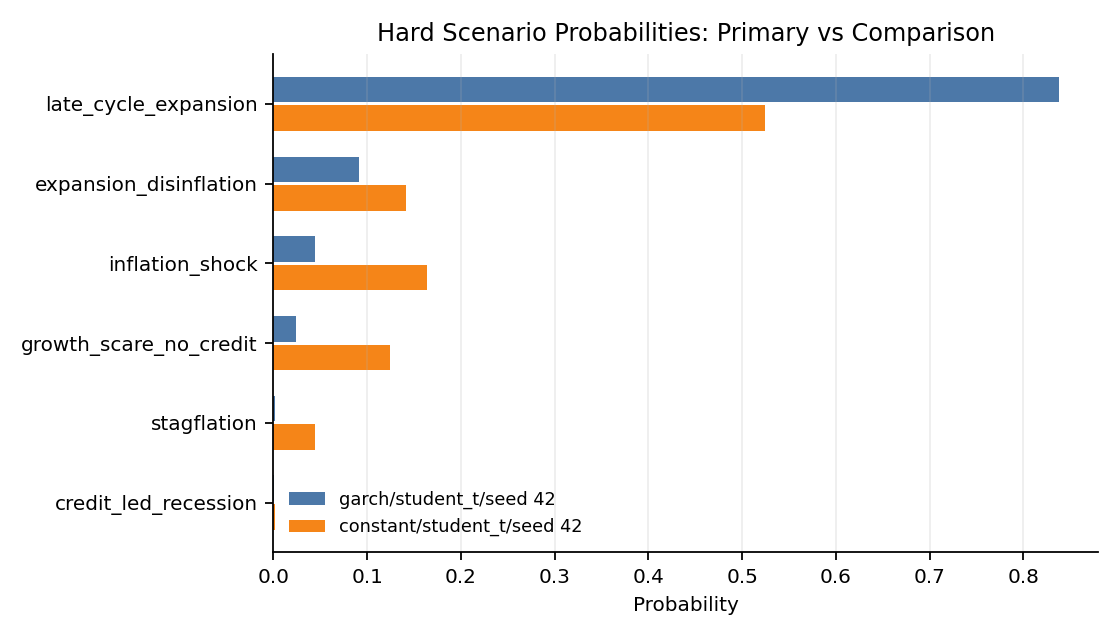 Hard Scenario Probabilities: Primary vs Comparison
late_cycle_expansion
expansion_disinflation
inflation_shock
growth_scare_no_credit
stagflation
credit_led_recession
garch/student_t/seed 42
constant/student_t/seed 42
0.0 0.1 0.2 0.3 0.4 0.5 0.6 0.7 0.8
Probability